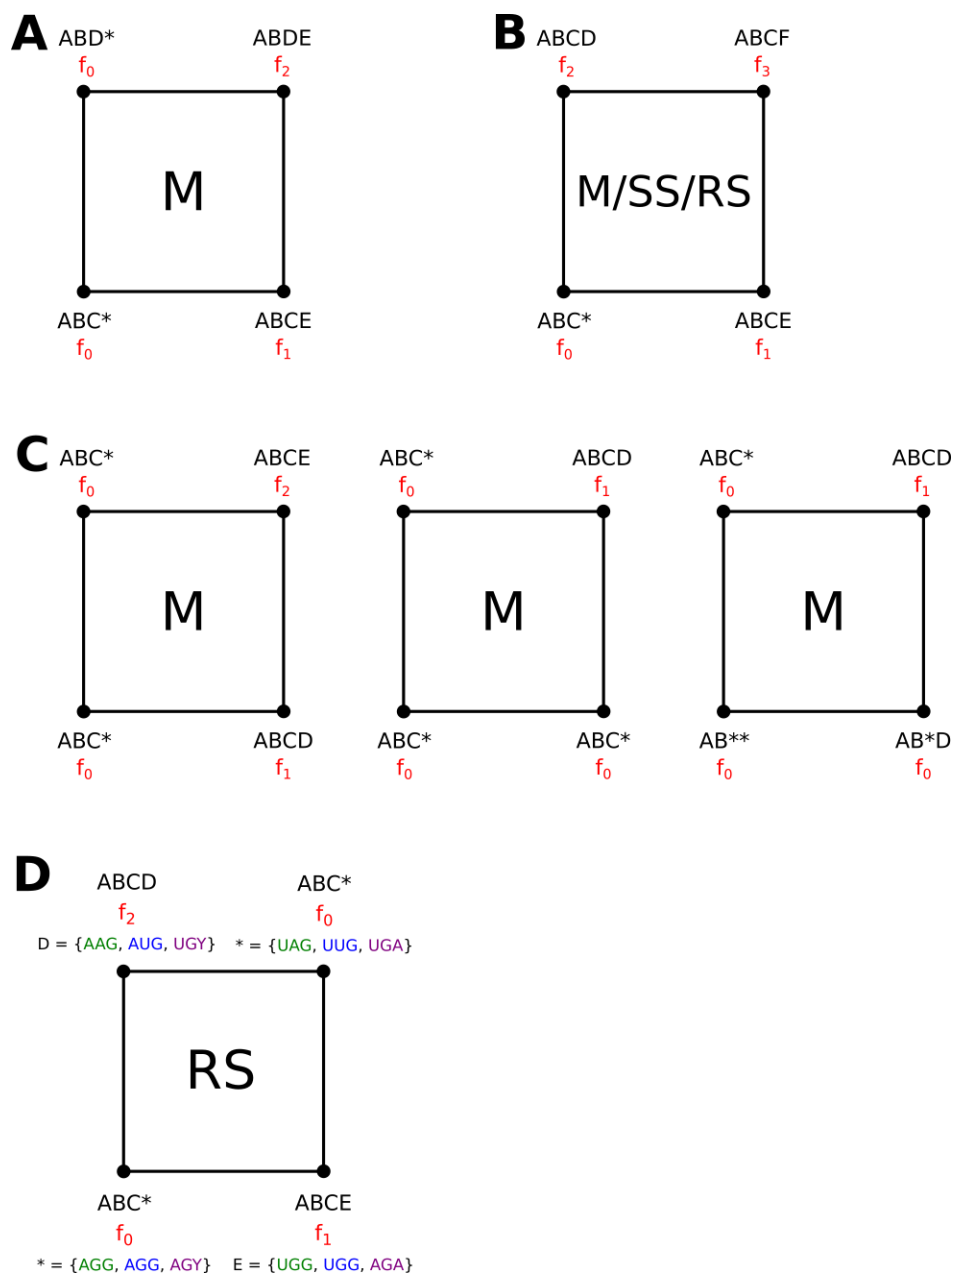 A
ABD* ABDE
f₀ f₂
M
ABC* ABCE
f₀ f₁
B
ABCD ABCF
f₂ f₃
M/SS/RS
ABC* ABCE
f₀ f₁
C
ABC* ABCE
f₀ f₂
M
ABC* ABCD
f₀ f₁
ABC* ABCD
f₀ f₁
M
ABC* ABC*
f₀ f₀
ABC* ABCD
f₀ f₁
M
AB** AB*D
f₀ f₀
D
ABCD ABC*
f₂ f₀
D = {AAG, AUG, UGY} * = {UAG, UUG, UGA}
RS
ABC* ABCE
f₀ f₁
* = {AGG, AGG, AGY} E = {UGG, UGG, AGA}